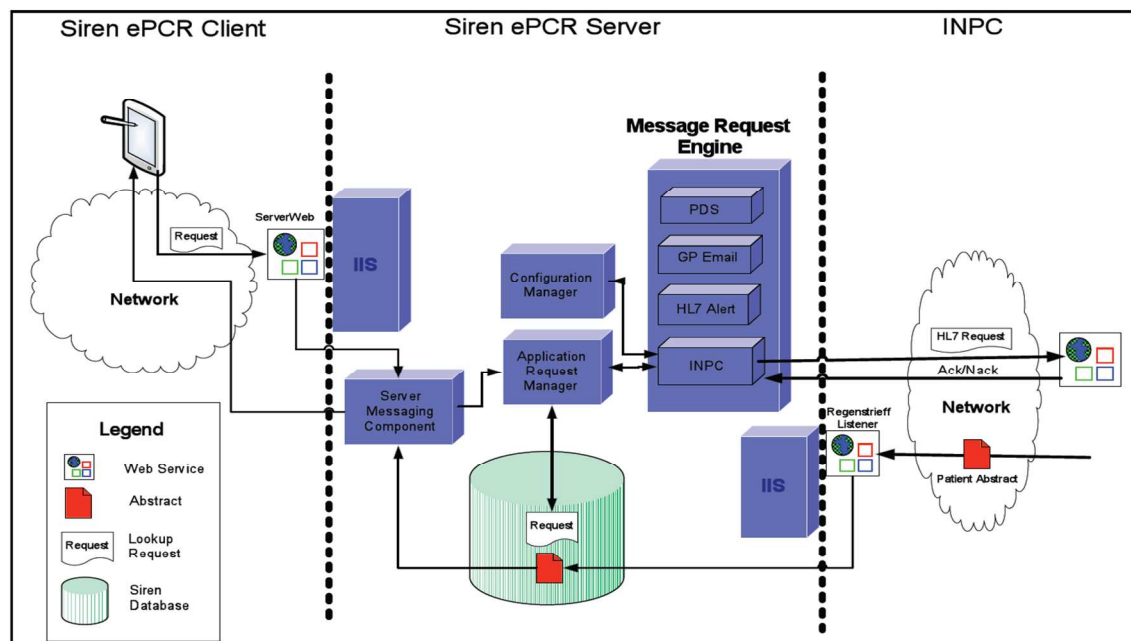 Siren ePCR Client
Siren ePCR Server
INPC
Message Request
Engine
PDS
GP Email
HL7 Alert
INPC
ServerWeb
Request
IIS
Network
Configuration
Manager
Application
Request
Manager
Server
Messaging
Component
HL7 Request
Ack/Nack
Network
Regenstrieff
Listener
IIS
Patient Abstract
Request
Legend
Web Service
Abstract
Request
Lookup
Request
Siren
Database